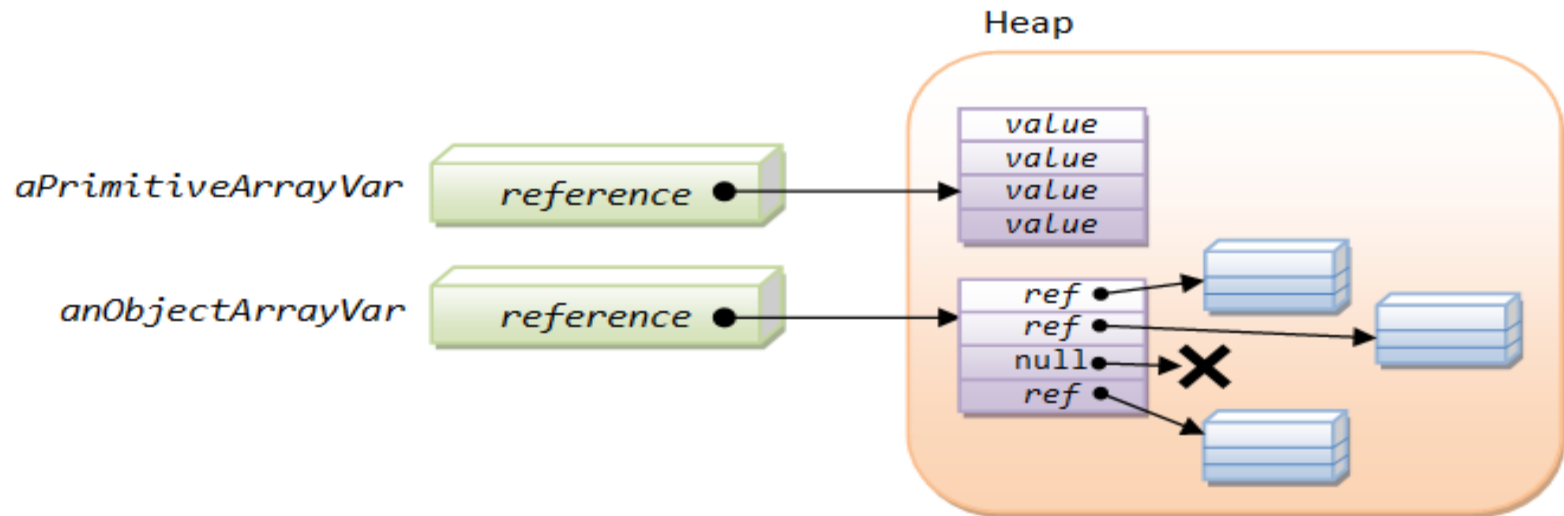 Heap
aPrimitiveArrayVar
reference
value
value
value
value
anObjectArrayVar
reference
ref
ref
null
ref